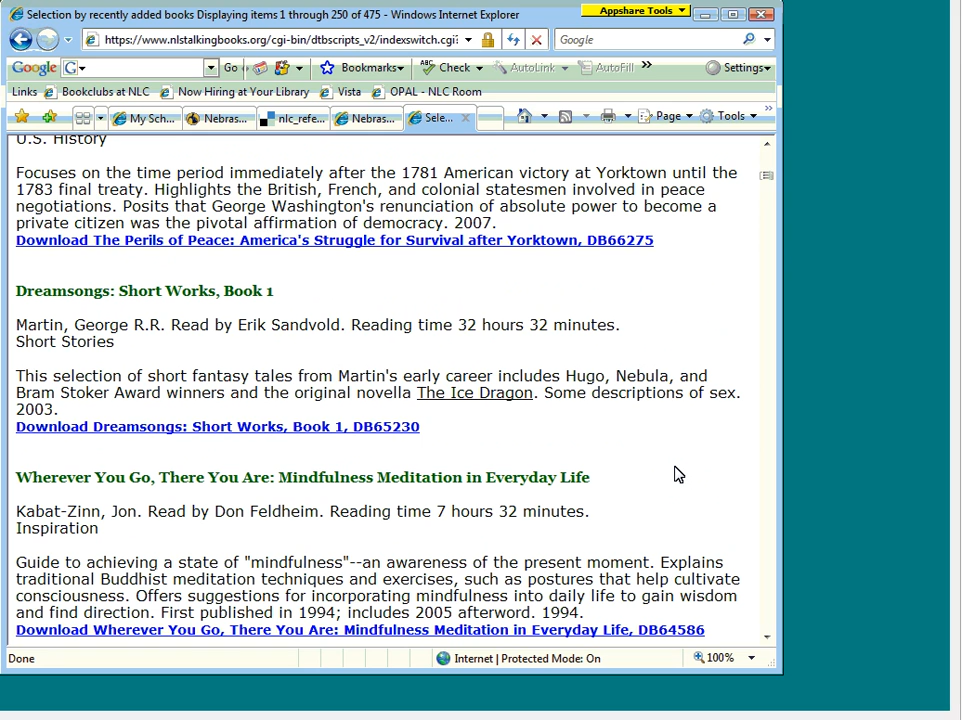 Selection by recently added books Displaying items 1 through 250 of 475 - Windows Internet Explorer
Appshare Tools
https://www.nlstalkingbooks.org/cgi-bin/dtbscripts_v2/indexswitch.cgi?
Google
Google G Go Bookmarks ABC Check AutoLink AutoFill » Settings
Links Bookclubs at NLC Now Hiring at Your Library Vista OPAL - NLC Room
My Sch... Nebras... nlc_refe... Nebras... Sele... Page Tools »
U.S. History
Focuses on the time period immediately after the 1781 American victory at Yorktown until the
1783 final treaty. Highlights the British, French, and colonial statesmen involved in peace
negotiations. Posits that George Washington's renunciation of absolute power to become a
private citizen was the pivotal affirmation of democracy. 2007.
Download The Perils of Peace: America's Struggle for Survival after Yorktown, DB66275
Dreamsongs: Short Works, Book 1
Martin, George R.R. Read by Erik Sandvold. Reading time 32 hours 32 minutes.
Short Stories
This selection of short fantasy tales from Martin's early career includes Hugo, Nebula, and
Bram Stoker Award winners and the original novella The Ice Dragon. Some descriptions of sex.
2003.
Download Dreamsongs: Short Works, Book 1, DB65230
Wherever You Go, There You Are: Mindfulness Meditation in Everyday Life
Kabat-Zinn, Jon. Read by Don Feldheim. Reading time 7 hours 32 minutes.
Inspiration
Guide to achieving a state of "mindfulness"--an awareness of the present moment. Explains
traditional Buddhist meditation techniques and exercises, such as postures that help cultivate
consciousness. Offers suggestions for incorporating mindfulness into daily life to gain wisdom
and find direction. First published in 1994; includes 2005 afterword. 1994.
Download Wherever You Go, There You Are: Mindfulness Meditation in Everyday Life, DB64586
Done Internet | Protected Mode: On 100%